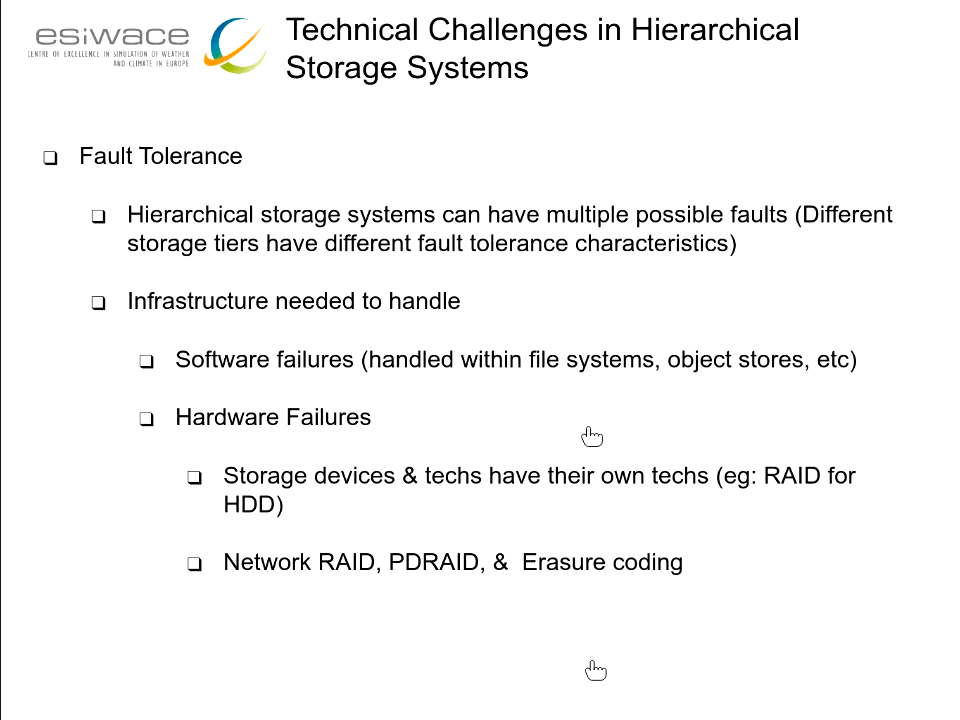 esiwace
CENTRE OF EXCELLENCE IN SIMULATION OF WEATHER
AND CLIMATE IN EUROPE
Technical Challenges in Hierarchical
Storage Systems
❑ Fault Tolerance
❑ Hierarchical storage systems can have multiple possible faults (Different
storage tiers have different fault tolerance characteristics)
❑ Infrastructure needed to handle
❑ Software failures (handled within file systems, object stores, etc)
❑ Hardware Failures
❑ Storage devices & techs have their own techs (eg: RAID for
HDD)
❑ Network RAID, PDRAID, &  Erasure coding